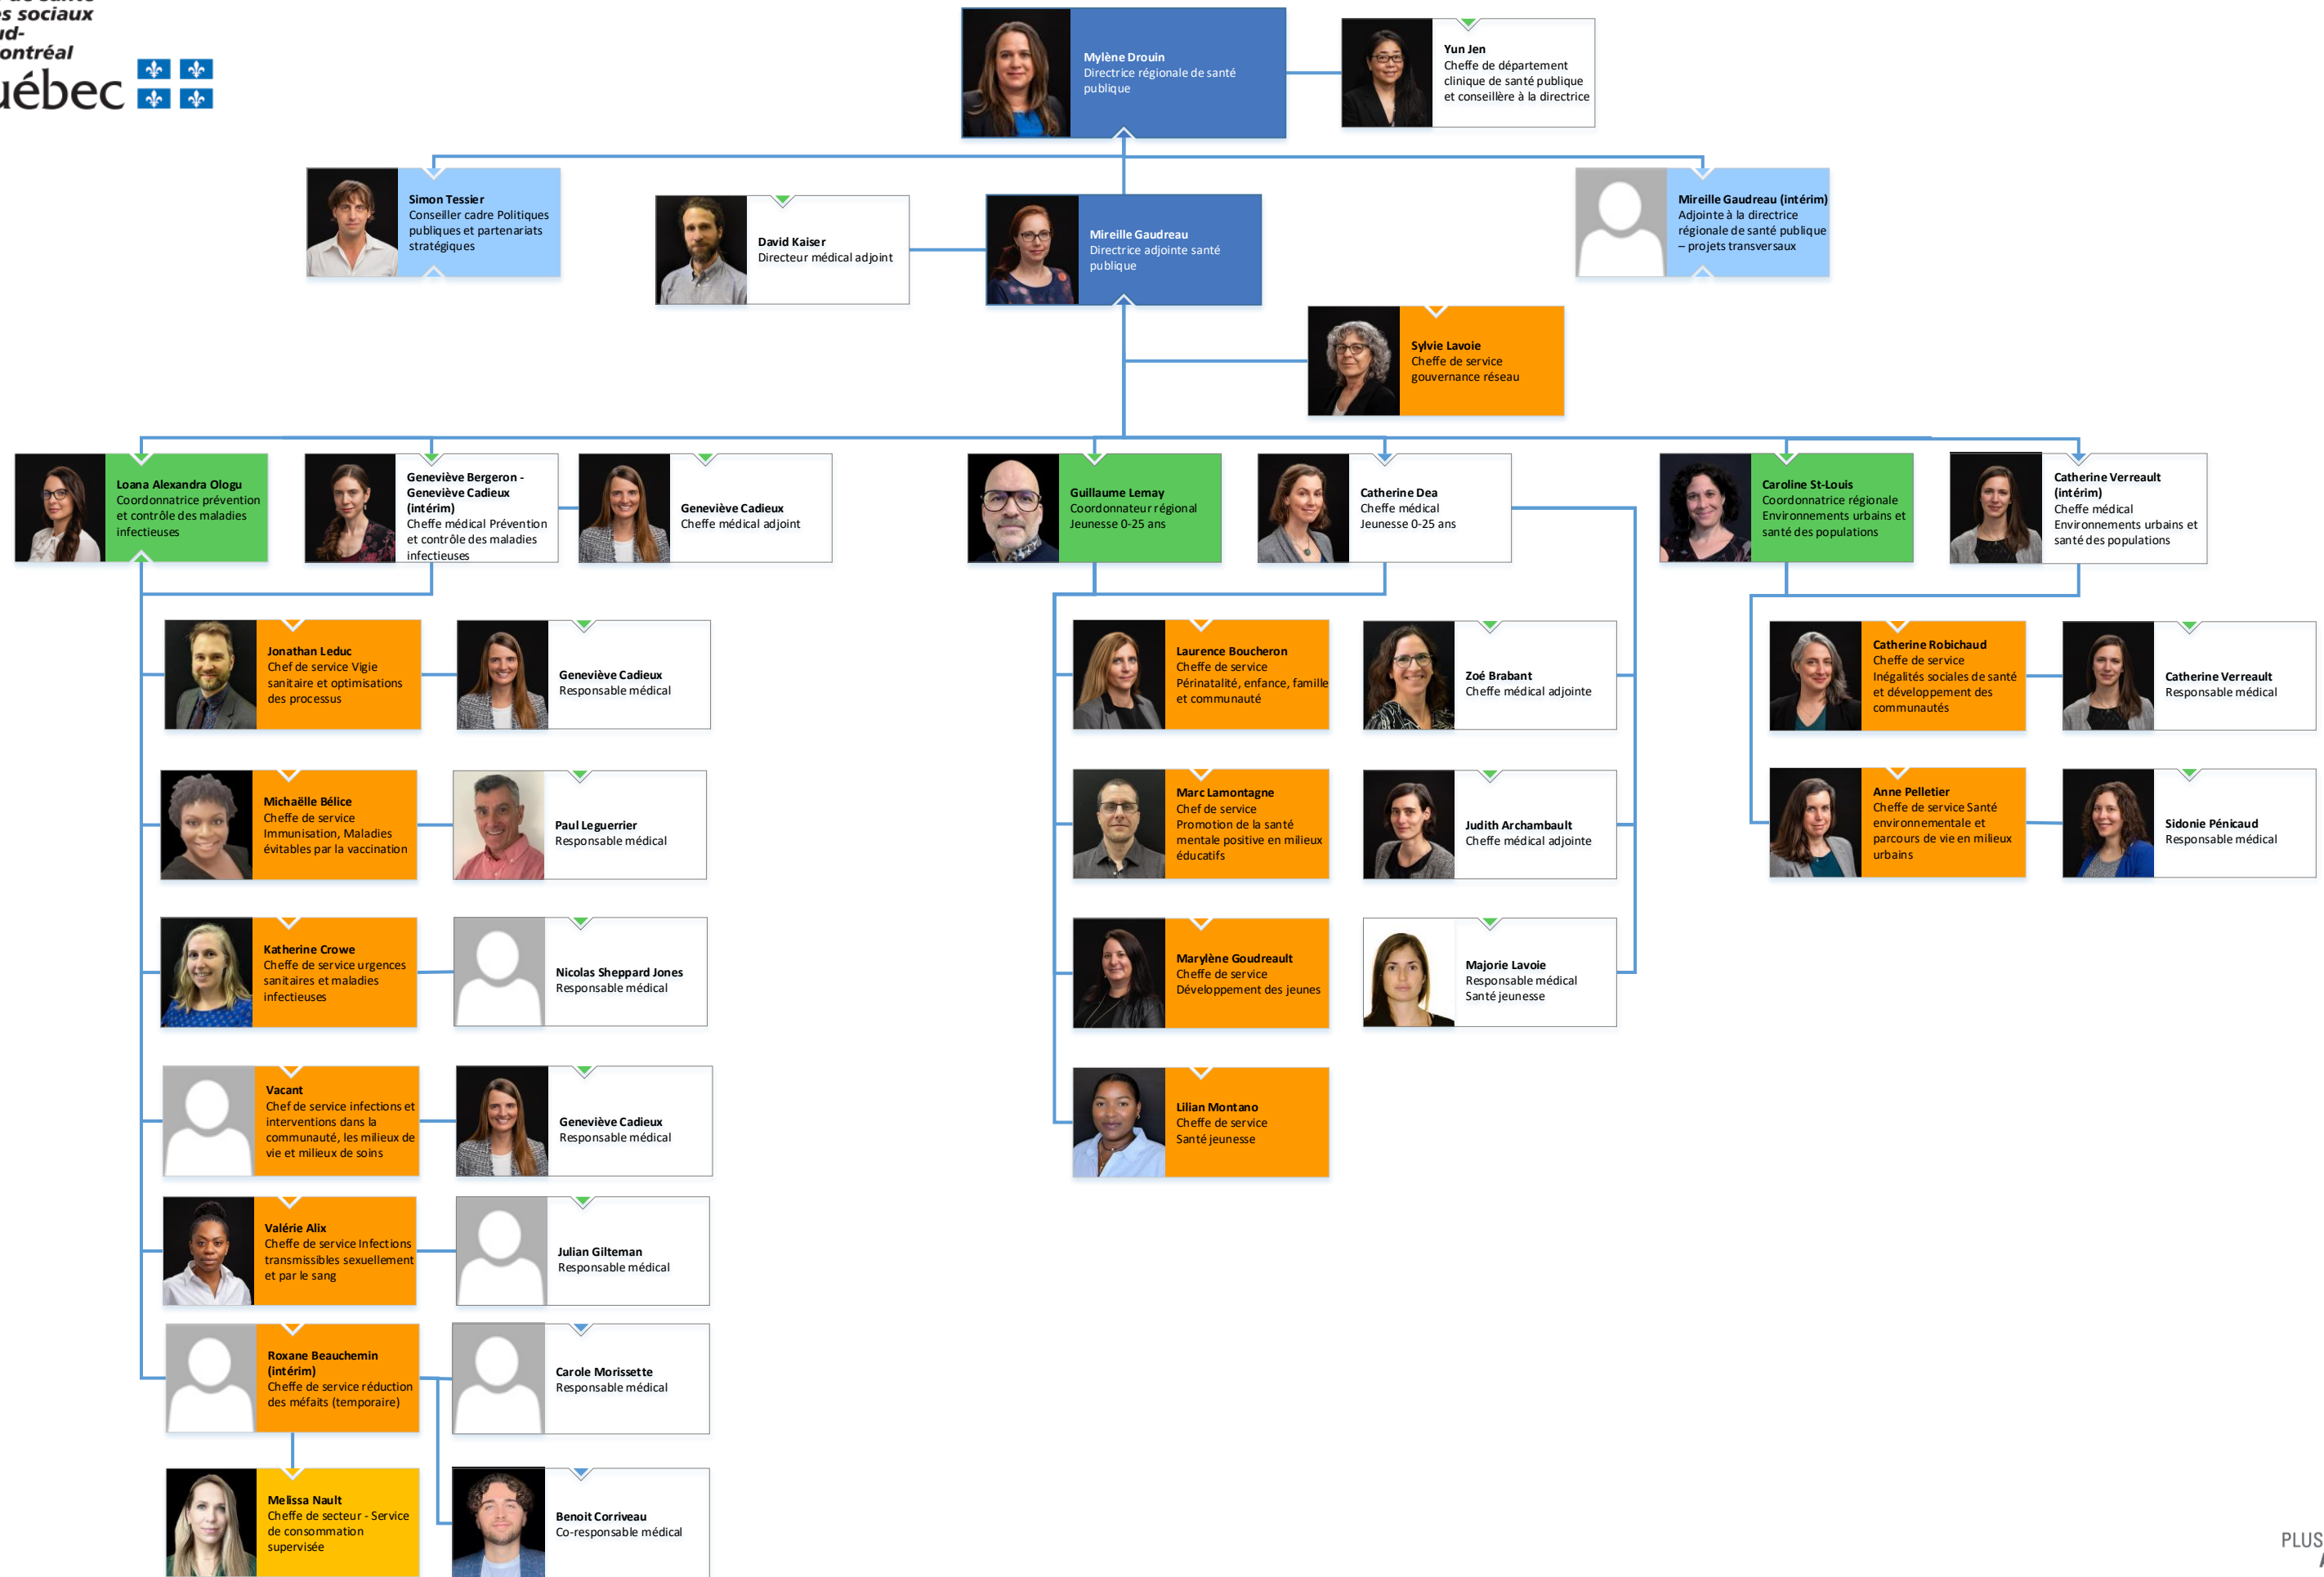 es sociaux
ontréal
uébec
Mylène Drouin
Directrice régionale de santé
publique
Yun Jen
Cheffe de département
clinique de santé publique
et conseillère à la directrice
Simon Tessier
Conseiller cadre Politiques
publiques et partenariats
stratégiques
David Kaiser
Directeur médical adjoint
Mireille Gaudreau
Directrice adjointe santé
publique
Mireille Gaudreau (intérim)
Adjointe à la directrice
régionale de santé publique
– projets transversaux
Sylvie Lavoie
Cheffe de service
gouvernance réseau
Loana Alexandra Ologu
Coordonnatrice prévention
et contrôle des maladies
infectieuses
Geneviève Bergeron -
Geneviève Cadieux
(intérim)
Cheffe médical Prévention
et contrôle des maladies
infectieuses
Geneviève Cadieux
Cheffe médical adjoint
Guillaume Lemay
Coordonnateur régional
Jeunesse 0-25 ans
Catherine Dea
Cheffe médical
Jeunesse 0-25 ans
Caroline St-Louis
Coordonnatrice régionale
Environnements urbains et
santé des populations
Catherine Verreault
(intérim)
Cheffe médical
Environnements urbains et
santé des populations
Jonathan Leduc
Chef de service Vigie
sanitaire et optimisations
des processus
Geneviève Cadieux
Responsable médical
Laurence Boucheron
Cheffe de service
Périnatalité, enfance, famille
et communauté
Zoé Brabant
Cheffe médical adjointe
Catherine Robichaud
Cheffe de service
Inégalités sociales de santé
et développement des
communautés
Catherine Verreault
Responsable médical
Michaëlle Bélice
Cheffe de service
Immunisation, Maladies
évitables par la vaccination
Paul Leguerrier
Responsable médical
Marc Lamontagne
Chef de service
Promotion de la santé
mentale positive en milieux
éducatifs
Judith Archambault
Cheffe médical adjointe
Anne Pelletier
Cheffe de service Santé
environnementale et
parcours de vie en milieux
urbains
Sidonie Pénicaud
Responsable médical
Katherine Crowe
Cheffe de service urgences
sanitaires et maladies
infectieuses
Nicolas Sheppard Jones
Responsable médical
Marylène Goudreault
Cheffe de service
Développement des jeunes
Majorie Lavoie
Responsable médical
Santé jeunesse
Vacant
Chef de service infections et
interventions dans la
communauté, les milieux de
vie et milieux de soins
Geneviève Cadieux
Responsable médical
Lilian Montano
Cheffe de service
Santé jeunesse
Valérie Alix
Cheffe de service Infections
transmissibles sexuellement
et par le sang
Julian Gilteman
Responsable médical
Roxane Beauchemin
(intérim)
Cheffe de service réduction
des méfaits (temporaire)
Carole Morissette
Responsable médical
Melissa Nault
Cheffe de secteur - Service
de consommation
supervisée
Benoit Corriveau
Co-responsable médical
PLUS